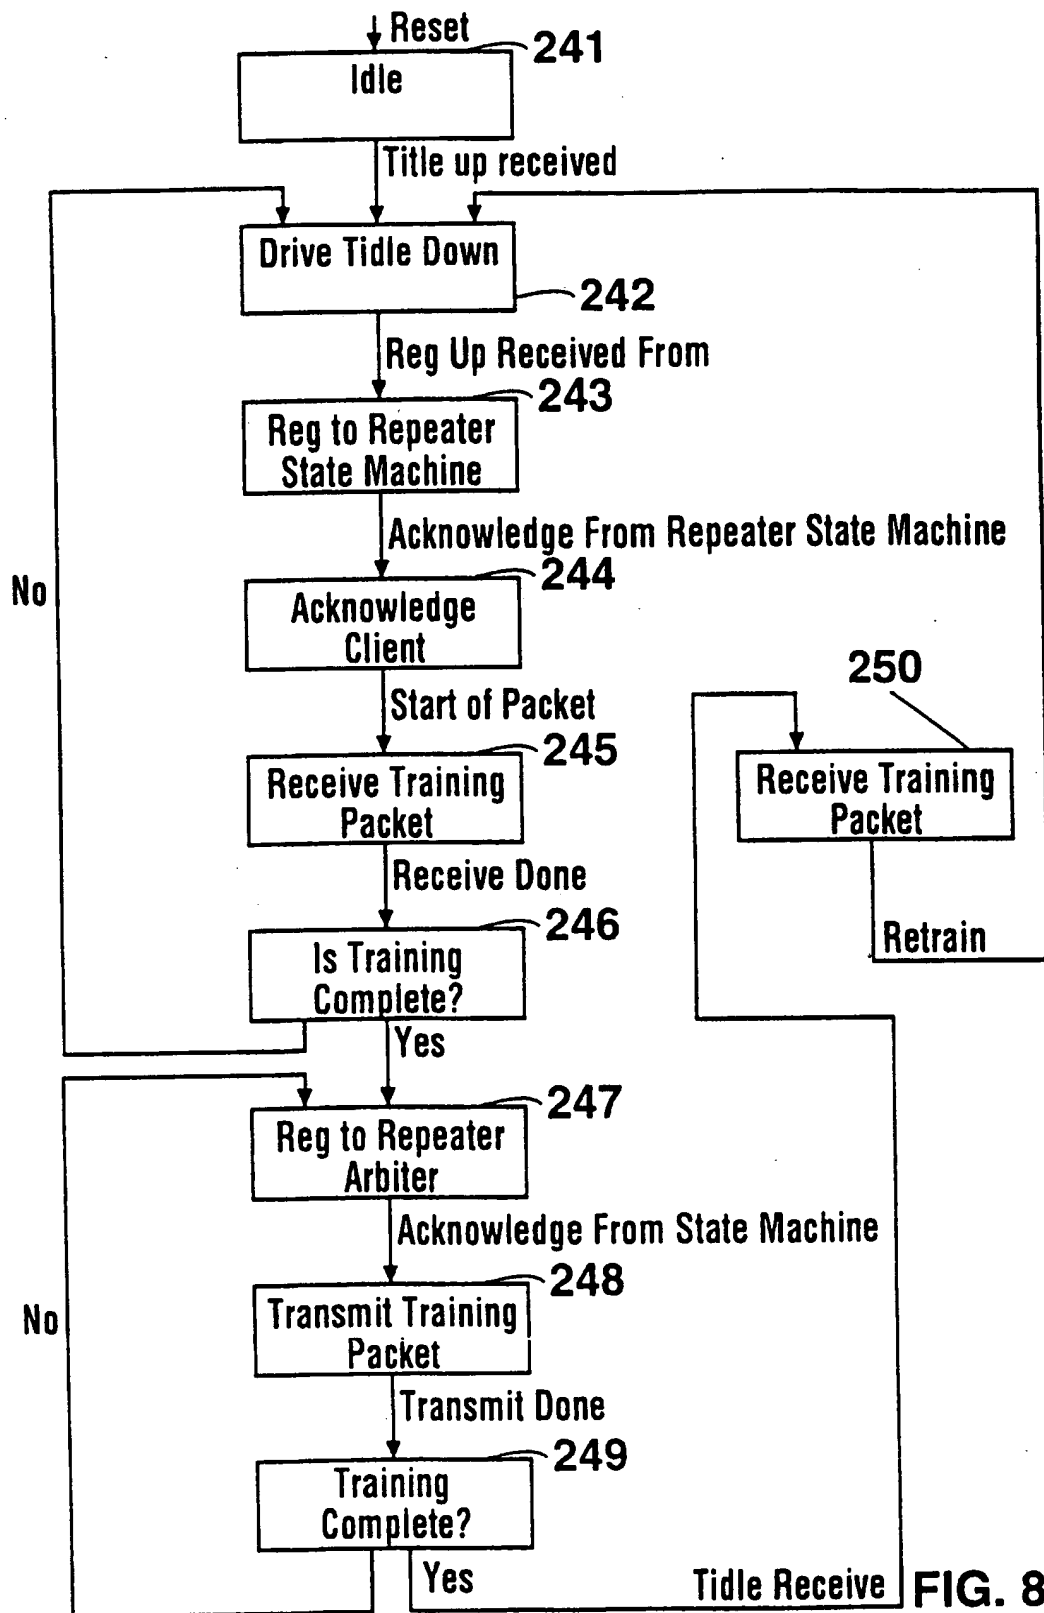 Reset
241
Idle
Title up received
Drive Tidle Down
242
Reg Up Received From
243
Reg to Repeater
State Machine
Acknowledge From Repeater State Machine
244
No
Acknowledge
Client
250
Start of Packet
245
Receive Training
Packet
Receive Training
Packet
Receive Done
246
Retrain
Is Training
Complete?
Yes
247
Reg to Repeater
Arbiter
Acknowledge From State Machine
248
No
Transmit Training
Packet
Transmit Done
249
Training
Complete?
Yes
Tidle Receive
FIG. 8